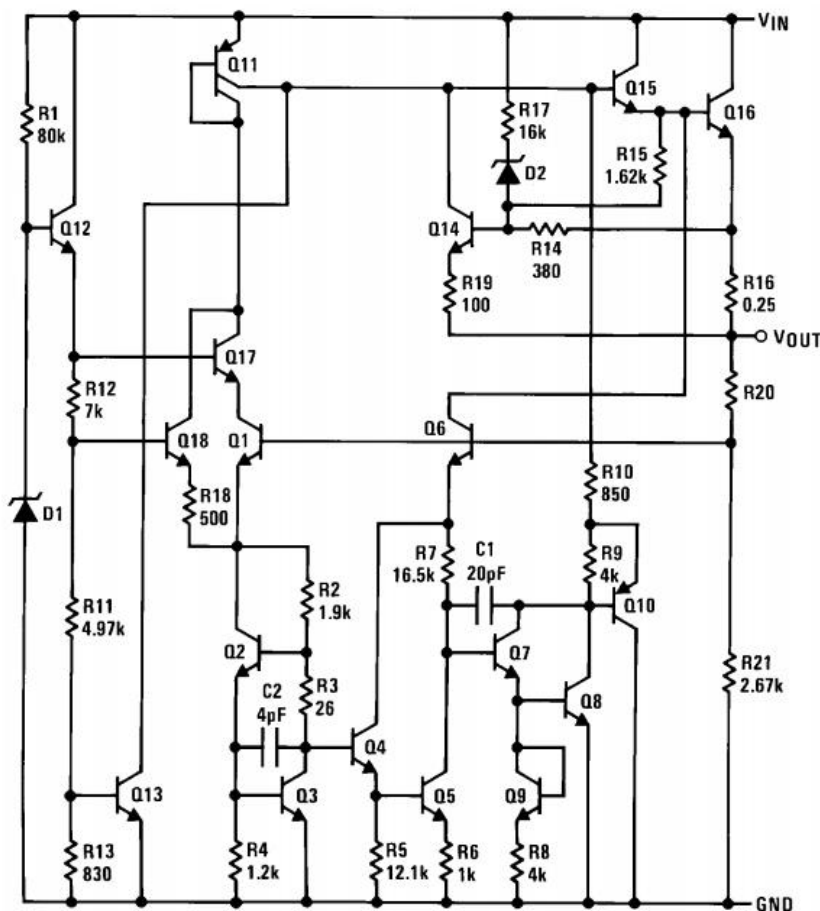 V_IN
Q11
Q15
Q16
R1
80k
R17
16k
R15
1.62k
D2
Q12
Q14
R14
380
R19
100
R16
0.25
V_OUT
Q17
R12
7k
R20
Q18
Q1
Q6
R18
500
R10
850
D1
R7
16.5k
C1
20pF
R9
4k
R2
1.9k
Q10
R11
4.97k
Q2
Q7
R21
2.67k
R3
26
C2
4pF
Q8
Q4
Q13
Q3
Q5
Q9
R13
830
R4
1.2k
R5
12.1k
R6
1k
R8
4k
GND